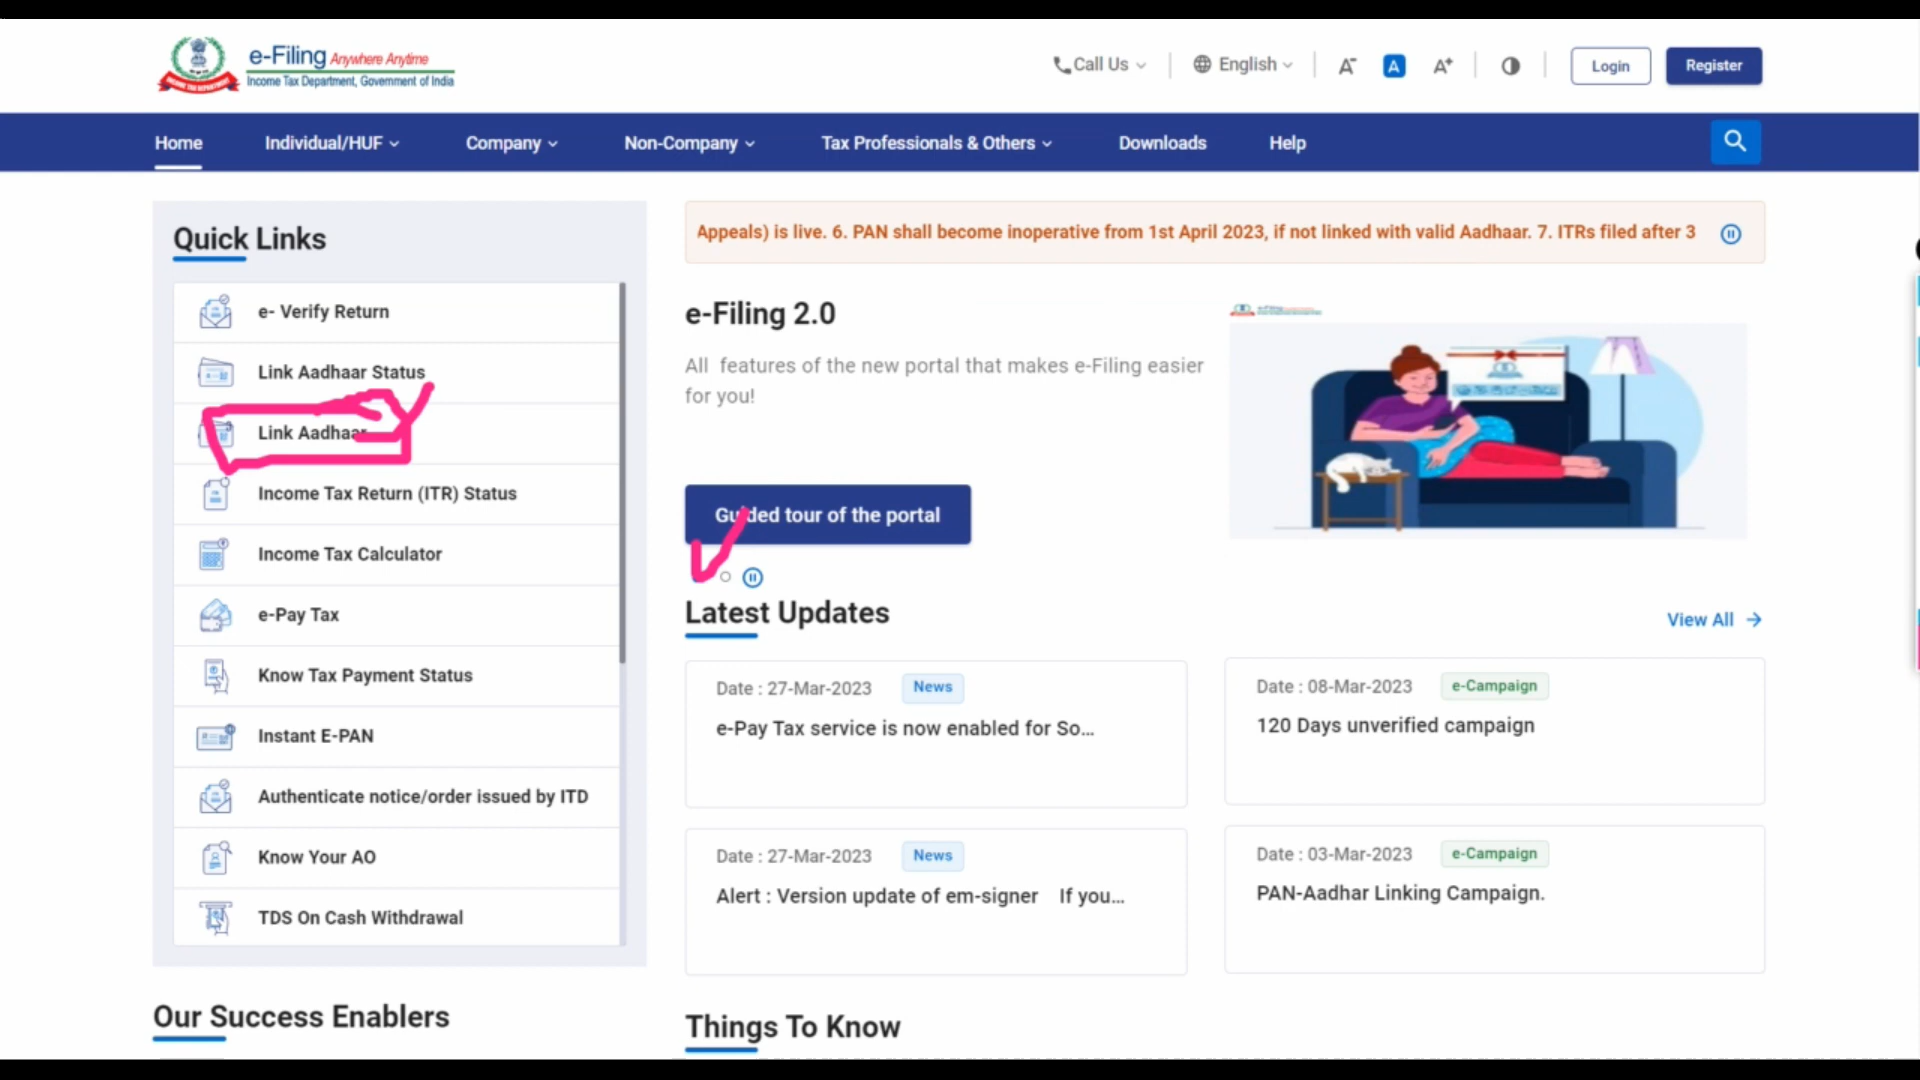 e-Filing Anywhere Anytime
Income Tax Department, Government of India
Call Us
English
A-
A
A+
Login
Register
Home
Individual/HUF
Company
Non-Company
Tax Professionals & Others
Downloads
Help
Quick Links
e- Verify Return
Link Aadhaar Status
Link Aadhaar
Income Tax Return (ITR) Status
Income Tax Calculator
e-Pay Tax
Know Tax Payment Status
Instant E-PAN
Authenticate notice/order issued by ITD
Know Your AO
TDS On Cash Withdrawal
Our Success Enablers
Appeals) is live. 6. PAN shall become inoperative from 1st April 2023, if not linked with valid Aadhaar. 7. ITRs filed after 3
e-Filing 2.0
All features of the new portal that makes e-Filing easier
for you!
Guided tour of the portal
Latest Updates
View All
Date : 27-Mar-2023 News
e-Pay Tax service is now enabled for So...
Date : 08-Mar-2023 e-Campaign
120 Days unverified campaign
Date : 27-Mar-2023 News
Alert : Version update of em-signer If you...
Date : 03-Mar-2023 e-Campaign
PAN-Aadhar Linking Campaign.
Things To Know